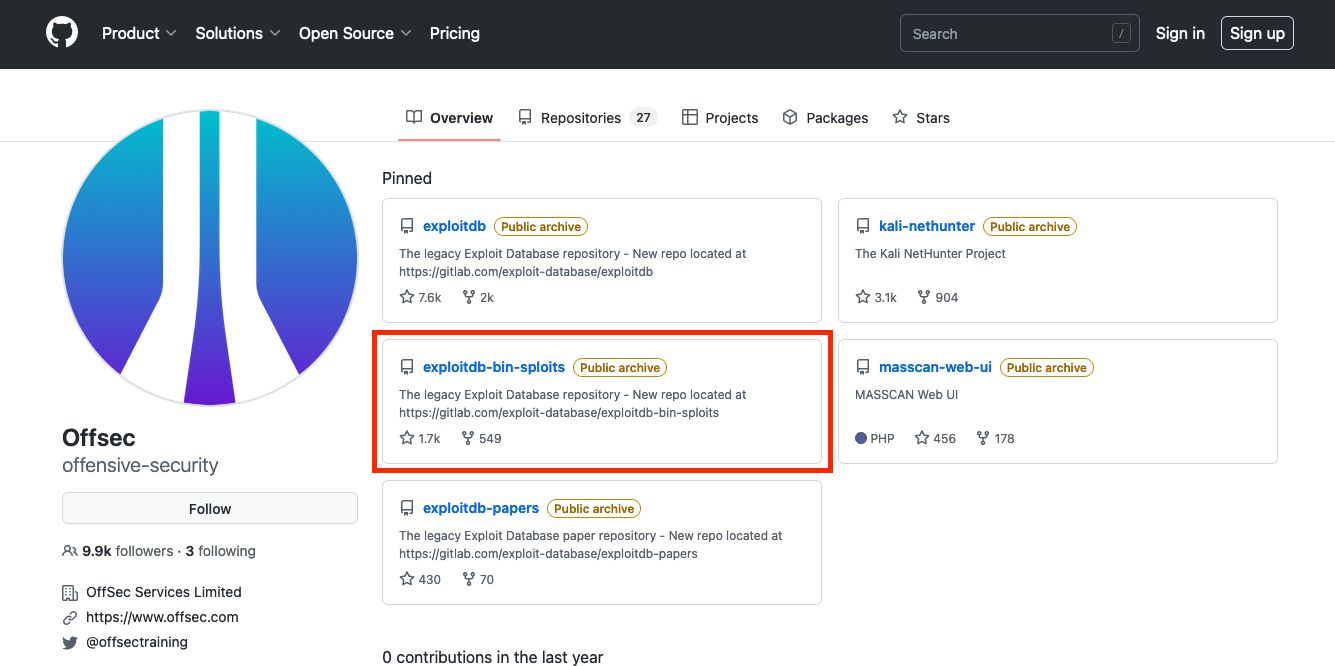 Product Solutions Open Source Pricing Search / Sign in Sign up
Overview Repositories 27 Projects Packages Stars
Offsec
offensive-security
Follow
9.9k followers · 3 following
OffSec Services Limited
https://www.offsec.com
@offsectraining
Pinned
exploitdb Public archive
The legacy Exploit Database repository - New repo located at
https://gitlab.com/exploit-database/exploitdb
7.6k 2k
kali-nethunter Public archive
The Kali NetHunter Project
3.1k 904
exploitdb-bin-sploits Public archive
The legacy Exploit Database repository - New repo located at
https://gitlab.com/exploit-database/exploitdb-bin-sploits
1.7k 549
masscan-web-ui Public archive
MASSCAN Web UI
PHP 456 178
exploitdb-papers Public archive
The legacy Exploit Database paper repository - New repo located at
https://gitlab.com/exploit-database/exploitdb-papers
430 70
0 contributions in the last year